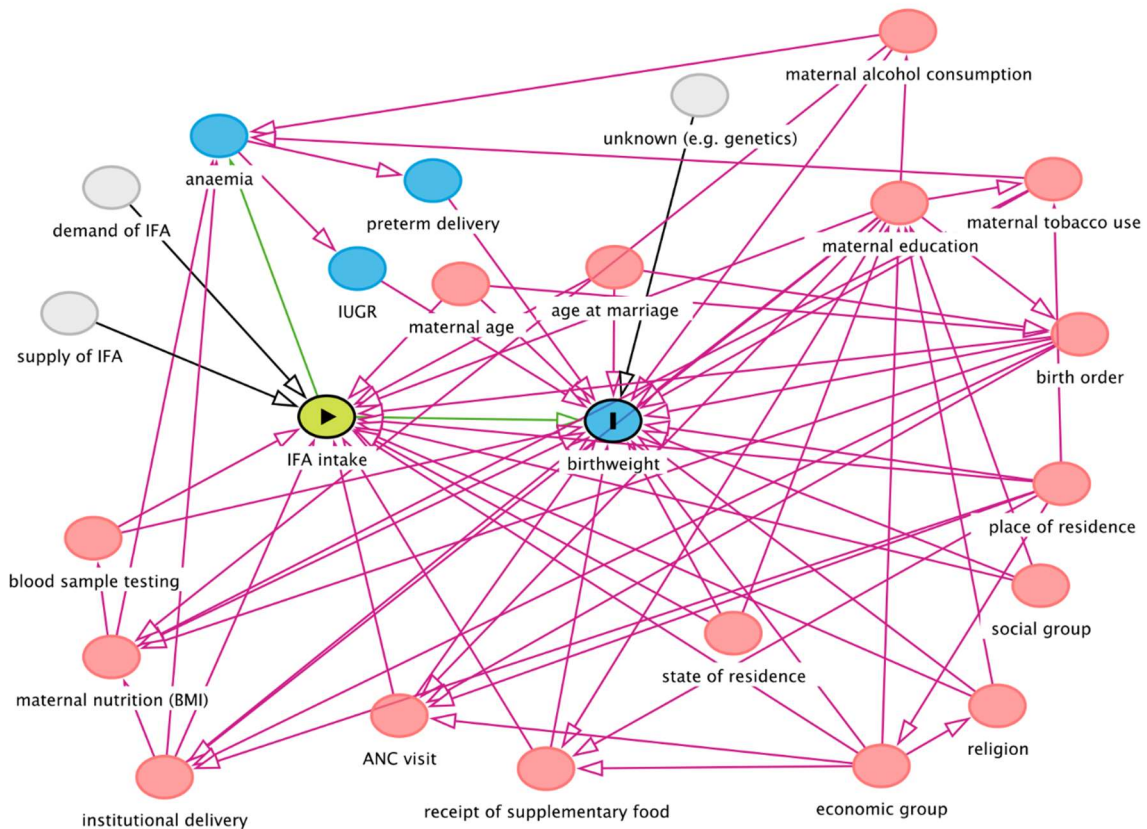 maternal alcohol consumption
unknown (e.g. genetics)
anaemia
preterm delivery
maternal tobacco use
demand of IFA
maternal education
IUGR
age at marriage
maternal age
supply of IFA
birth order
IFA intake
birthweight
place of residence
blood sample testing
social group
state of residence
maternal nutrition (BMI)
religion
ANC visit
economic group
receipt of supplementary food
institutional delivery